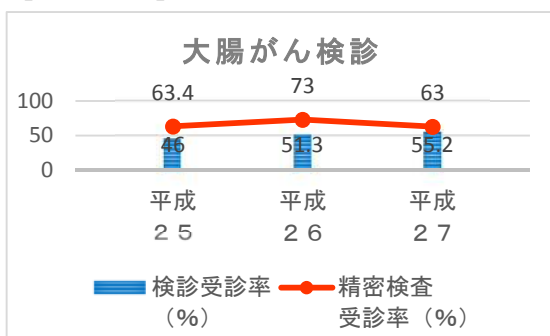 大腸がん検診
63.4 73 63
100
50
0
46 51.3 55.2
平成 平成 平成
２５ ２６ ２７
検診受診率 精密検査
（%） 受診率（%）